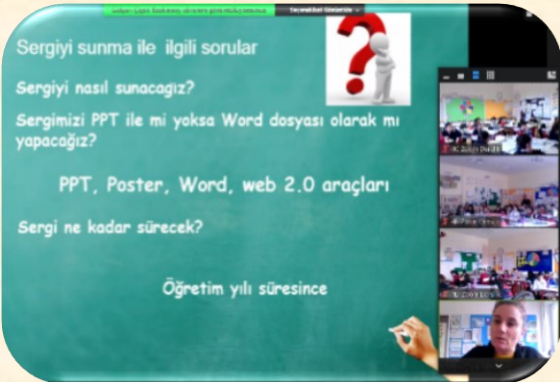 Sergiyi sunma ile ilgili sorular
Sergiyi nasıl sunacagız?
Sergimizi PPT ile mi yoksa Word dosyası olarak mı
yapacağız?
PPT, Poster, Word, web 2.0 araçları
Sergi ne kadar sürecek?
Öğretim yılı süresince